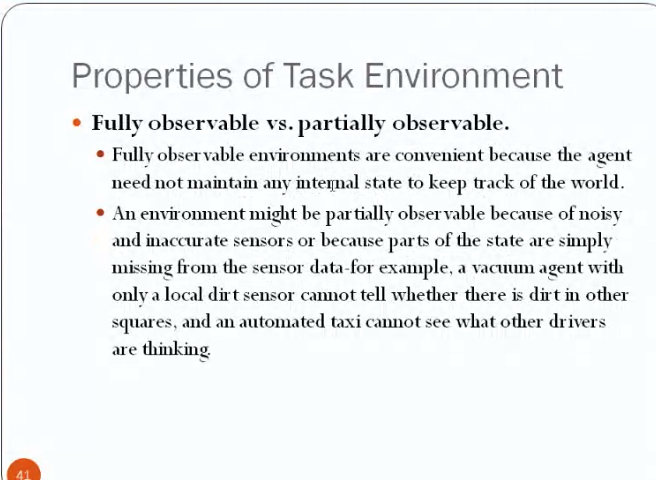 Properties of Task Environment
Fully observable vs. partially observable.
Fully observable environments are convenient because the agent
need not maintain any internal state to keep track of the world.
An environment might be partially observable because of noisy
and inaccurate sensors or because parts of the state are simply
missing from the sensor data-for example, a vacuum agent with
only a local dirt sensor cannot tell whether there is dirt in other
squares, and an automated taxi cannot see what other drivers
are thinking.
41